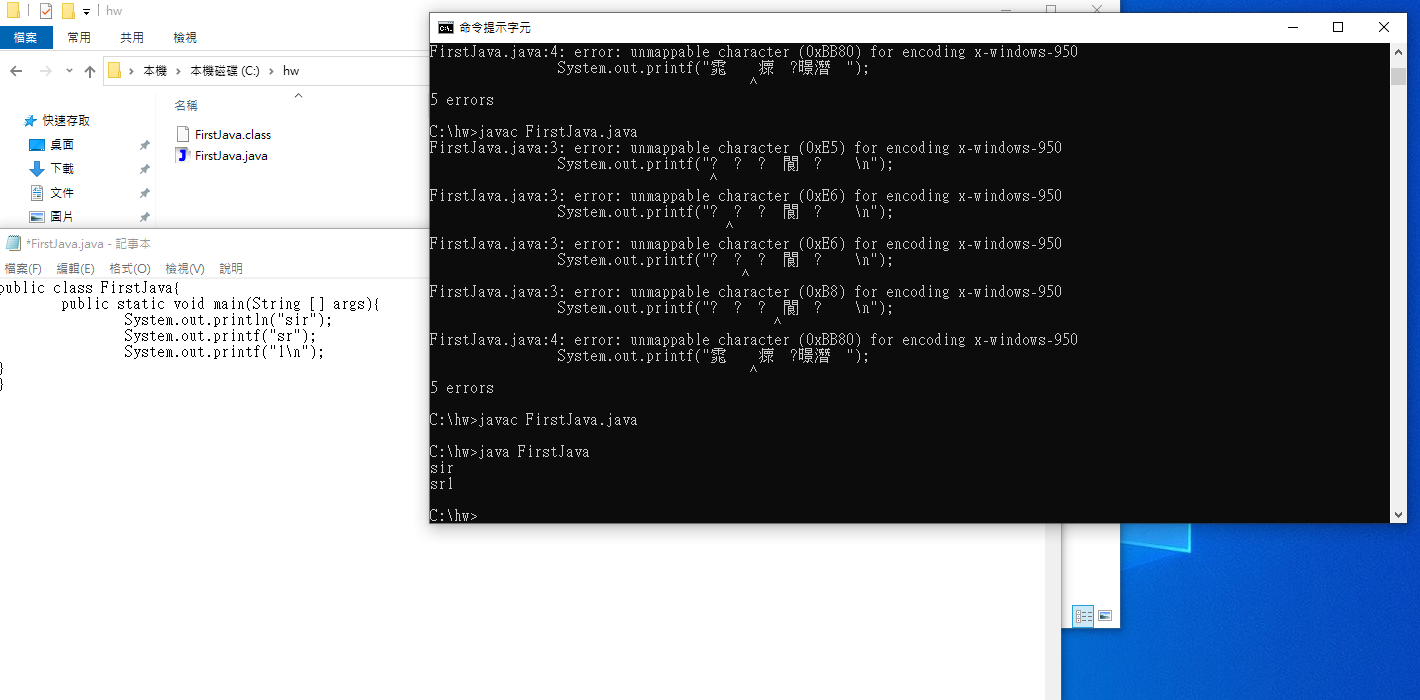 hw
檔案 常用 共用 檢視
本機 › 本機磁碟 (C:) › hw
名稱
快速存取
桌面
下載
文件
圖片
FirstJava.class
FirstJava.java
*FirstJava.java - 記事本
檔案(F) 編輯(E) 格式(O) 檢視(V) 說明
public class FirstJava{
public static void main(String [] args){
System.out.println("sir");
System.out.printf("sr");
System.out.printf("l\n");
}
}
命令提示字元
FirstJava.java:4: error: unmappable character (0xBB80) for encoding x-windows-950
System.out.printf("霐 瘝 ?曝潛 ");
^
5 errors
C:\hw>javac FirstJava.java
FirstJava.java:3: error: unmappable character (0xE5) for encoding x-windows-950
System.out.printf("? ? ? 閬 ? \n");
^
FirstJava.java:3: error: unmappable character (0xE6) for encoding x-windows-950
System.out.printf("? ? ? 閬 ? \n");
^
FirstJava.java:3: error: unmappable character (0xE6) for encoding x-windows-950
System.out.printf("? ? ? 閬 ? \n");
^
FirstJava.java:3: error: unmappable character (0xB8) for encoding x-windows-950
System.out.printf("? ? ? 閬 ? \n");
^
FirstJava.java:4: error: unmappable character (0xBB80) for encoding x-windows-950
System.out.printf("霐 瘝 ?曝潛 ");
^
5 errors
C:\hw>javac FirstJava.java
C:\hw>java FirstJava
sir
srl
C:\hw>